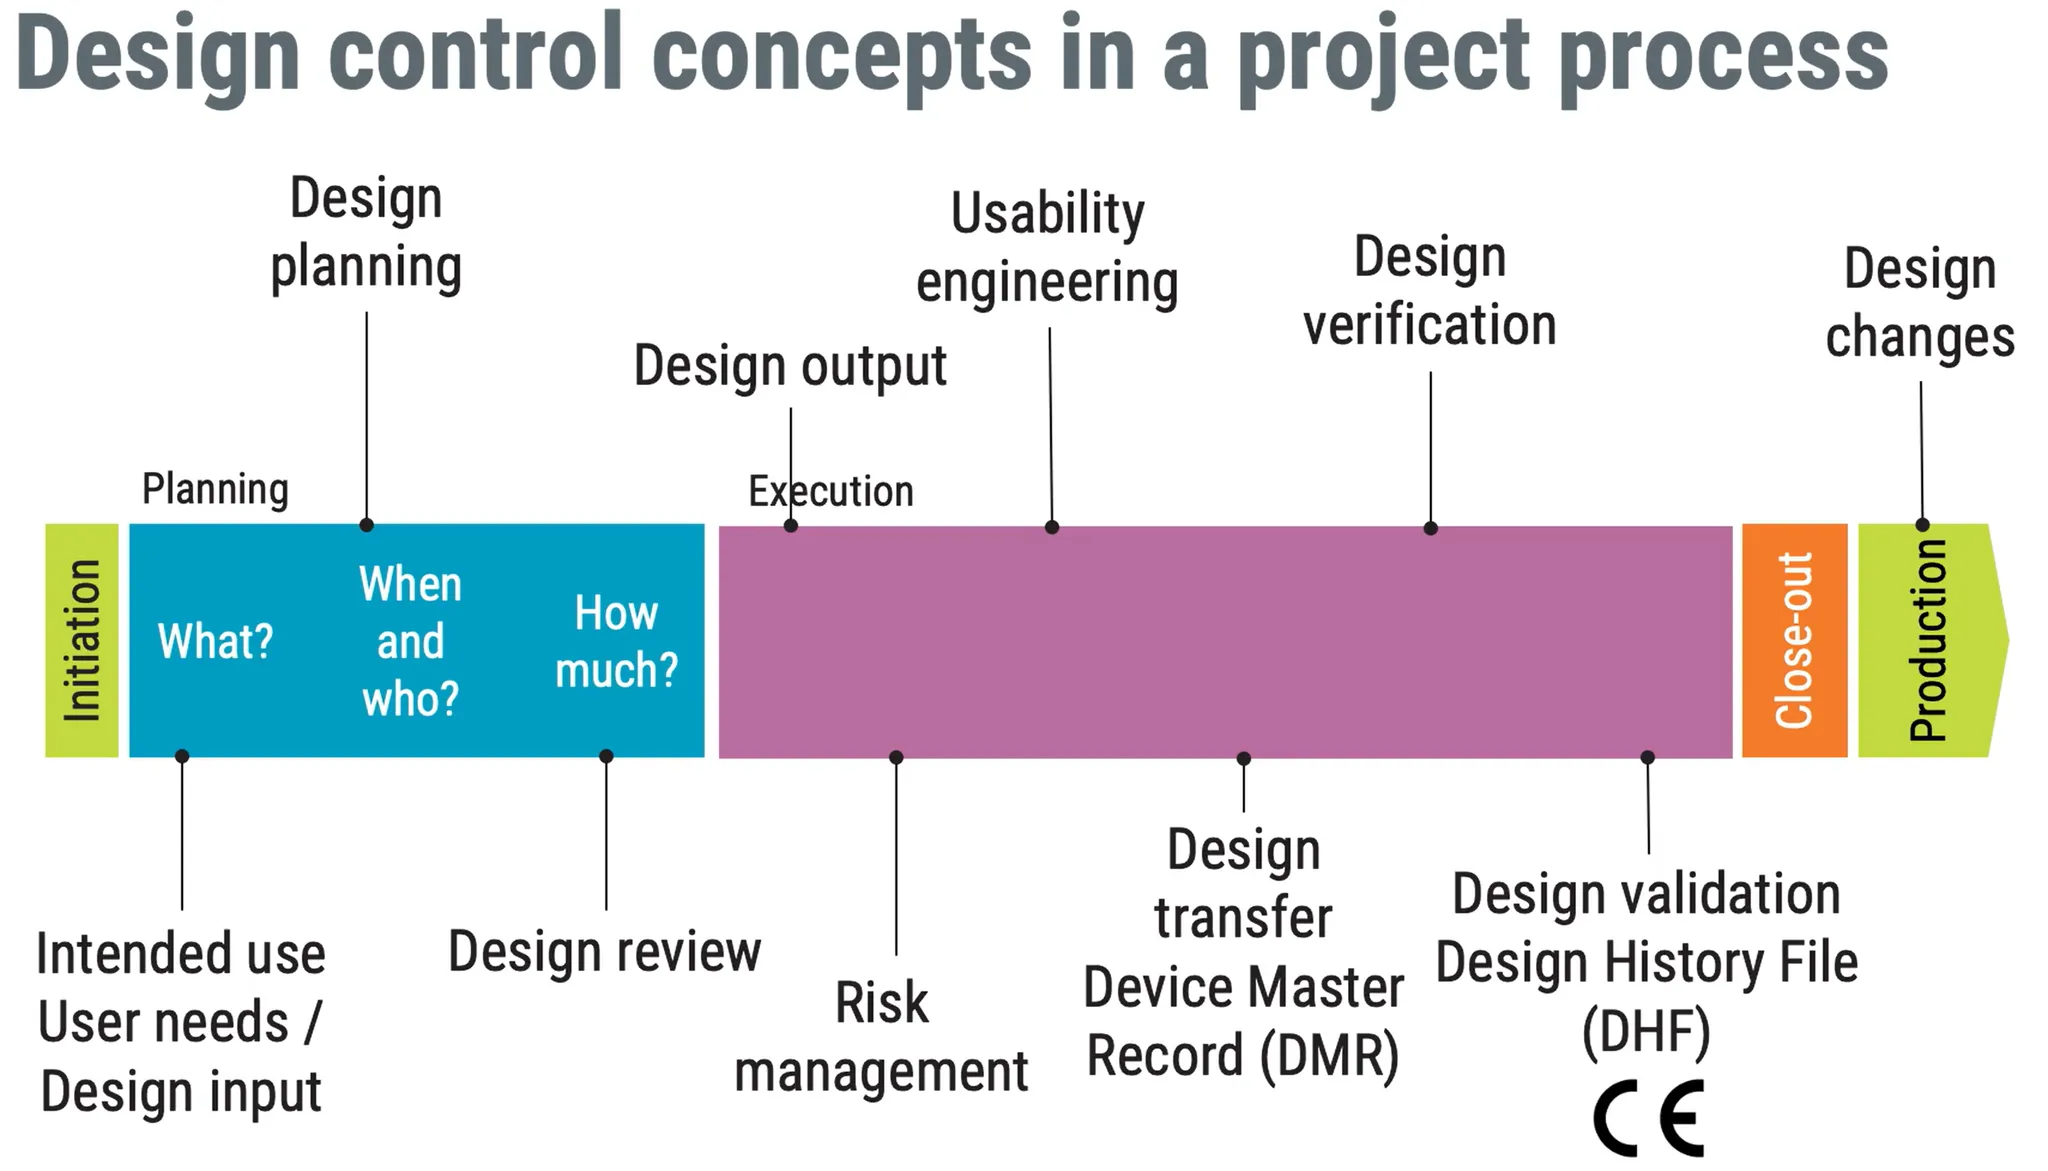 Design control concepts in a project process
Design
planning
Usability
engineering
Design
verification
Design
changes
Design output
Planning
Execution
Initiation
What?
When
and
who?
How
much?
Close-out
Production
Intended use
User needs /
Design input
Design review
Risk
management
Design
transfer
Device Master
Record (DMR)
Design validation
Design History File
(DHF)
CE